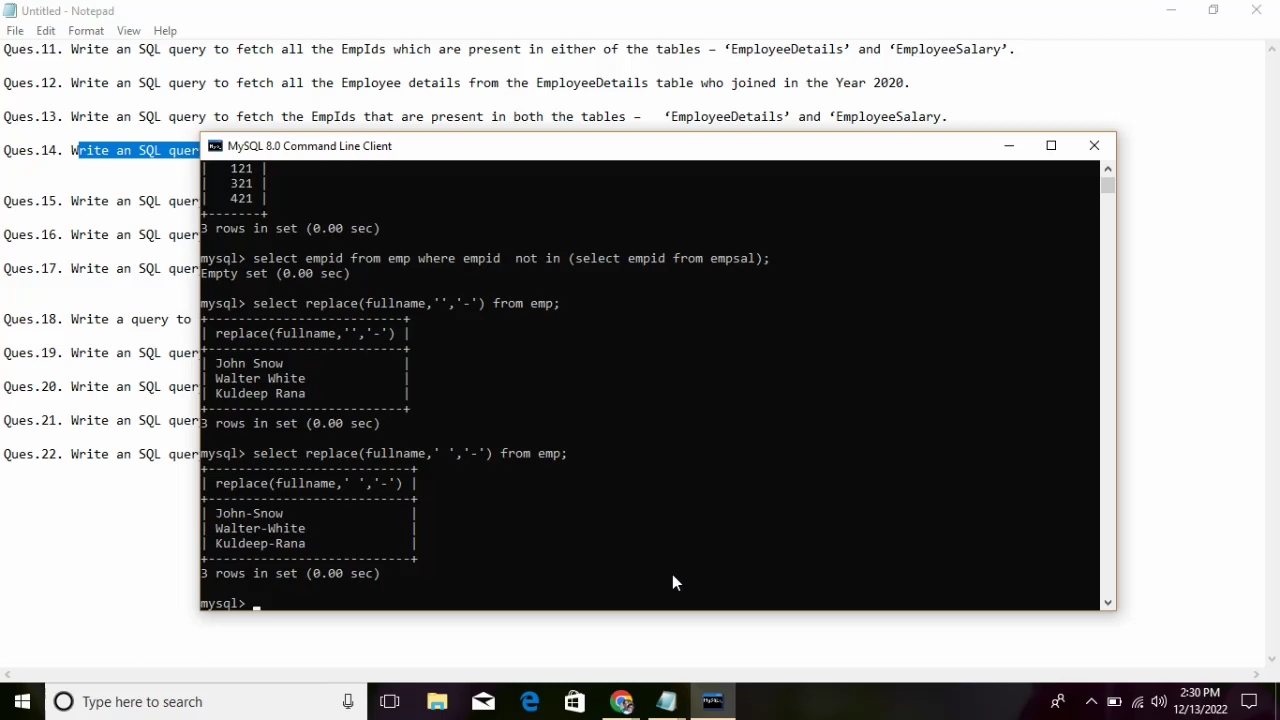 Untitled - Notepad
File Edit Format View Help
Ques.11. Write an SQL query to fetch all the EmpIds which are present in either of the tables – ‘EmployeeDetails’ and ‘EmployeeSalary’.
Ques.12. Write an SQL query to fetch all the Employee details from the EmployeeDetails table who joined in the Year 2020.
Ques.13. Write an SQL query to fetch the EmpIds that are present in both the tables –   ‘EmployeeDetails’ and ‘EmployeeSalary.
Ques.14. Write an SQL quer
Ques.15. Write an SQL quer
Ques.16. Write an SQL quer
Ques.17. Write an SQL quer
Ques.18. Write a query to
Ques.19. Write an SQL quer
Ques.20. Write an SQL quer
Ques.21. Write an SQL quer
Ques.22. Write an SQL quer
MySQL 8.0 Command Line Client
|   121 |
|   321 |
|   421 |
+-------+
3 rows in set (0.00 sec)
mysql> select empid from emp where empid  not in (select empid from empsal);
Empty set (0.00 sec)
mysql> select replace(fullname,'','-') from emp;
+--------------------------+
| replace(fullname,'','-') |
+--------------------------+
| John Snow                |
| Walter White             |
| Kuldeep Rana             |
+--------------------------+
3 rows in set (0.00 sec)
mysql> select replace(fullname,' ','-') from emp;
+---------------------------+
| replace(fullname,' ','-') |
+---------------------------+
| John-Snow                 |
| Walter-White              |
| Kuldeep-Rana              |
+---------------------------+
3 rows in set (0.00 sec)
mysql> _
Type here to search
2:30 PM
12/13/2022